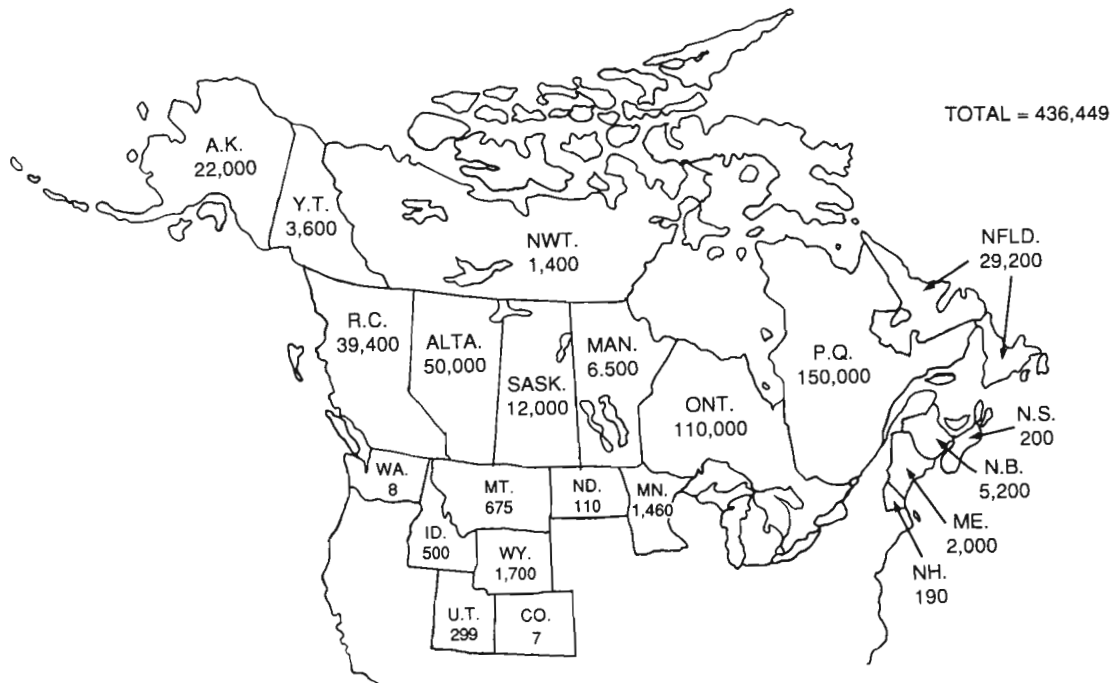 TOTAL = 436,449
A.K.
22,000
Y.T.
3,600
NWT.
1,400
NFLD.
29,200
R.C.
39,400
ALTA.
50,000
SASK.
12,000
MAN.
6.500
ONT.
110,000
P.Q.
150,000
N.S.
200
N.B.
5,200
ME.
2,000
NH.
190
WA.
8
MT.
675
ND.
110
MN.
1,460
ID.
500
WY.
1,700
U.T.
299
CO.
7